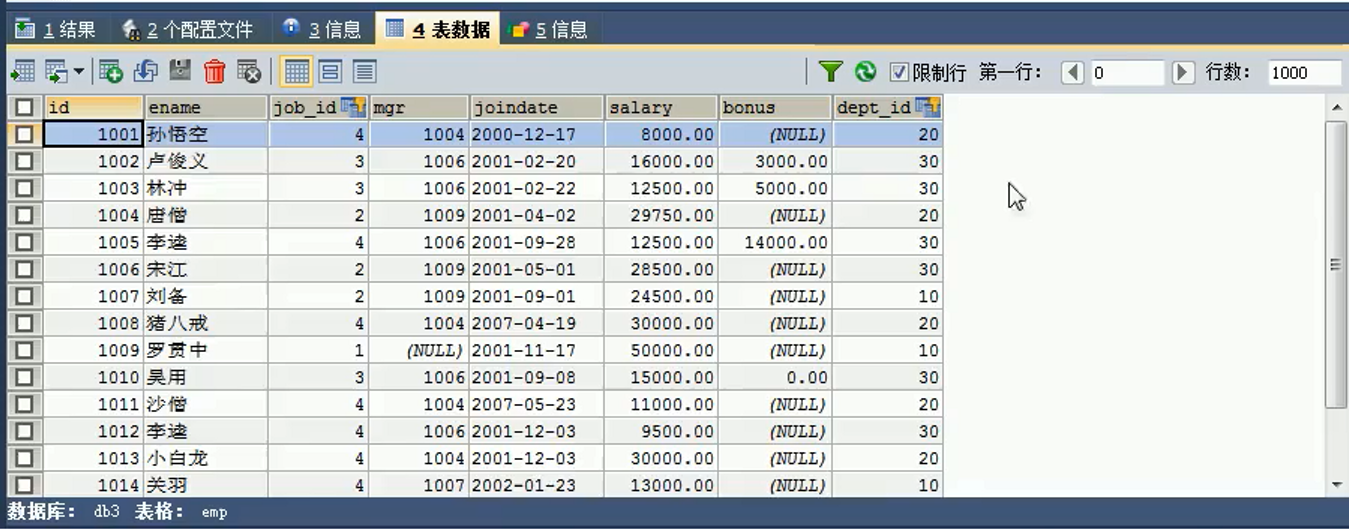 1 结果 2 个配置文件 3 信息 4 表数据 5 信息
限制行 第一行： 0 行数： 1000
id ename job_id mgr joindate salary bonus dept_id
1001 孙悟空 4 1004 2000-12-17 8000.00 (NULL) 20
1002 卢俊义 3 1006 2001-02-20 16000.00 3000.00 30
1003 林冲 3 1006 2001-02-22 12500.00 5000.00 30
1004 唐僧 2 1009 2001-04-02 29750.00 (NULL) 20
1005 李逵 4 1006 2001-09-28 12500.00 14000.00 30
1006 宋江 2 1009 2001-05-01 28500.00 (NULL) 30
1007 刘备 2 1009 2001-09-01 24500.00 (NULL) 10
1008 猪八戒 4 1004 2007-04-19 30000.00 (NULL) 20
1009 罗贯中 1 (NULL) 2001-11-17 50000.00 (NULL) 10
1010 吴用 3 1006 2001-09-08 15000.00 0.00 30
1011 沙僧 4 1004 2007-05-23 11000.00 (NULL) 20
1012 李逵 4 1006 2001-12-03 9500.00 (NULL) 30
1013 小白龙 4 1004 2001-12-03 30000.00 (NULL) 20
1014 关羽 4 1007 2002-01-23 13000.00 (NULL) 10
数据库： db3 表格： emp